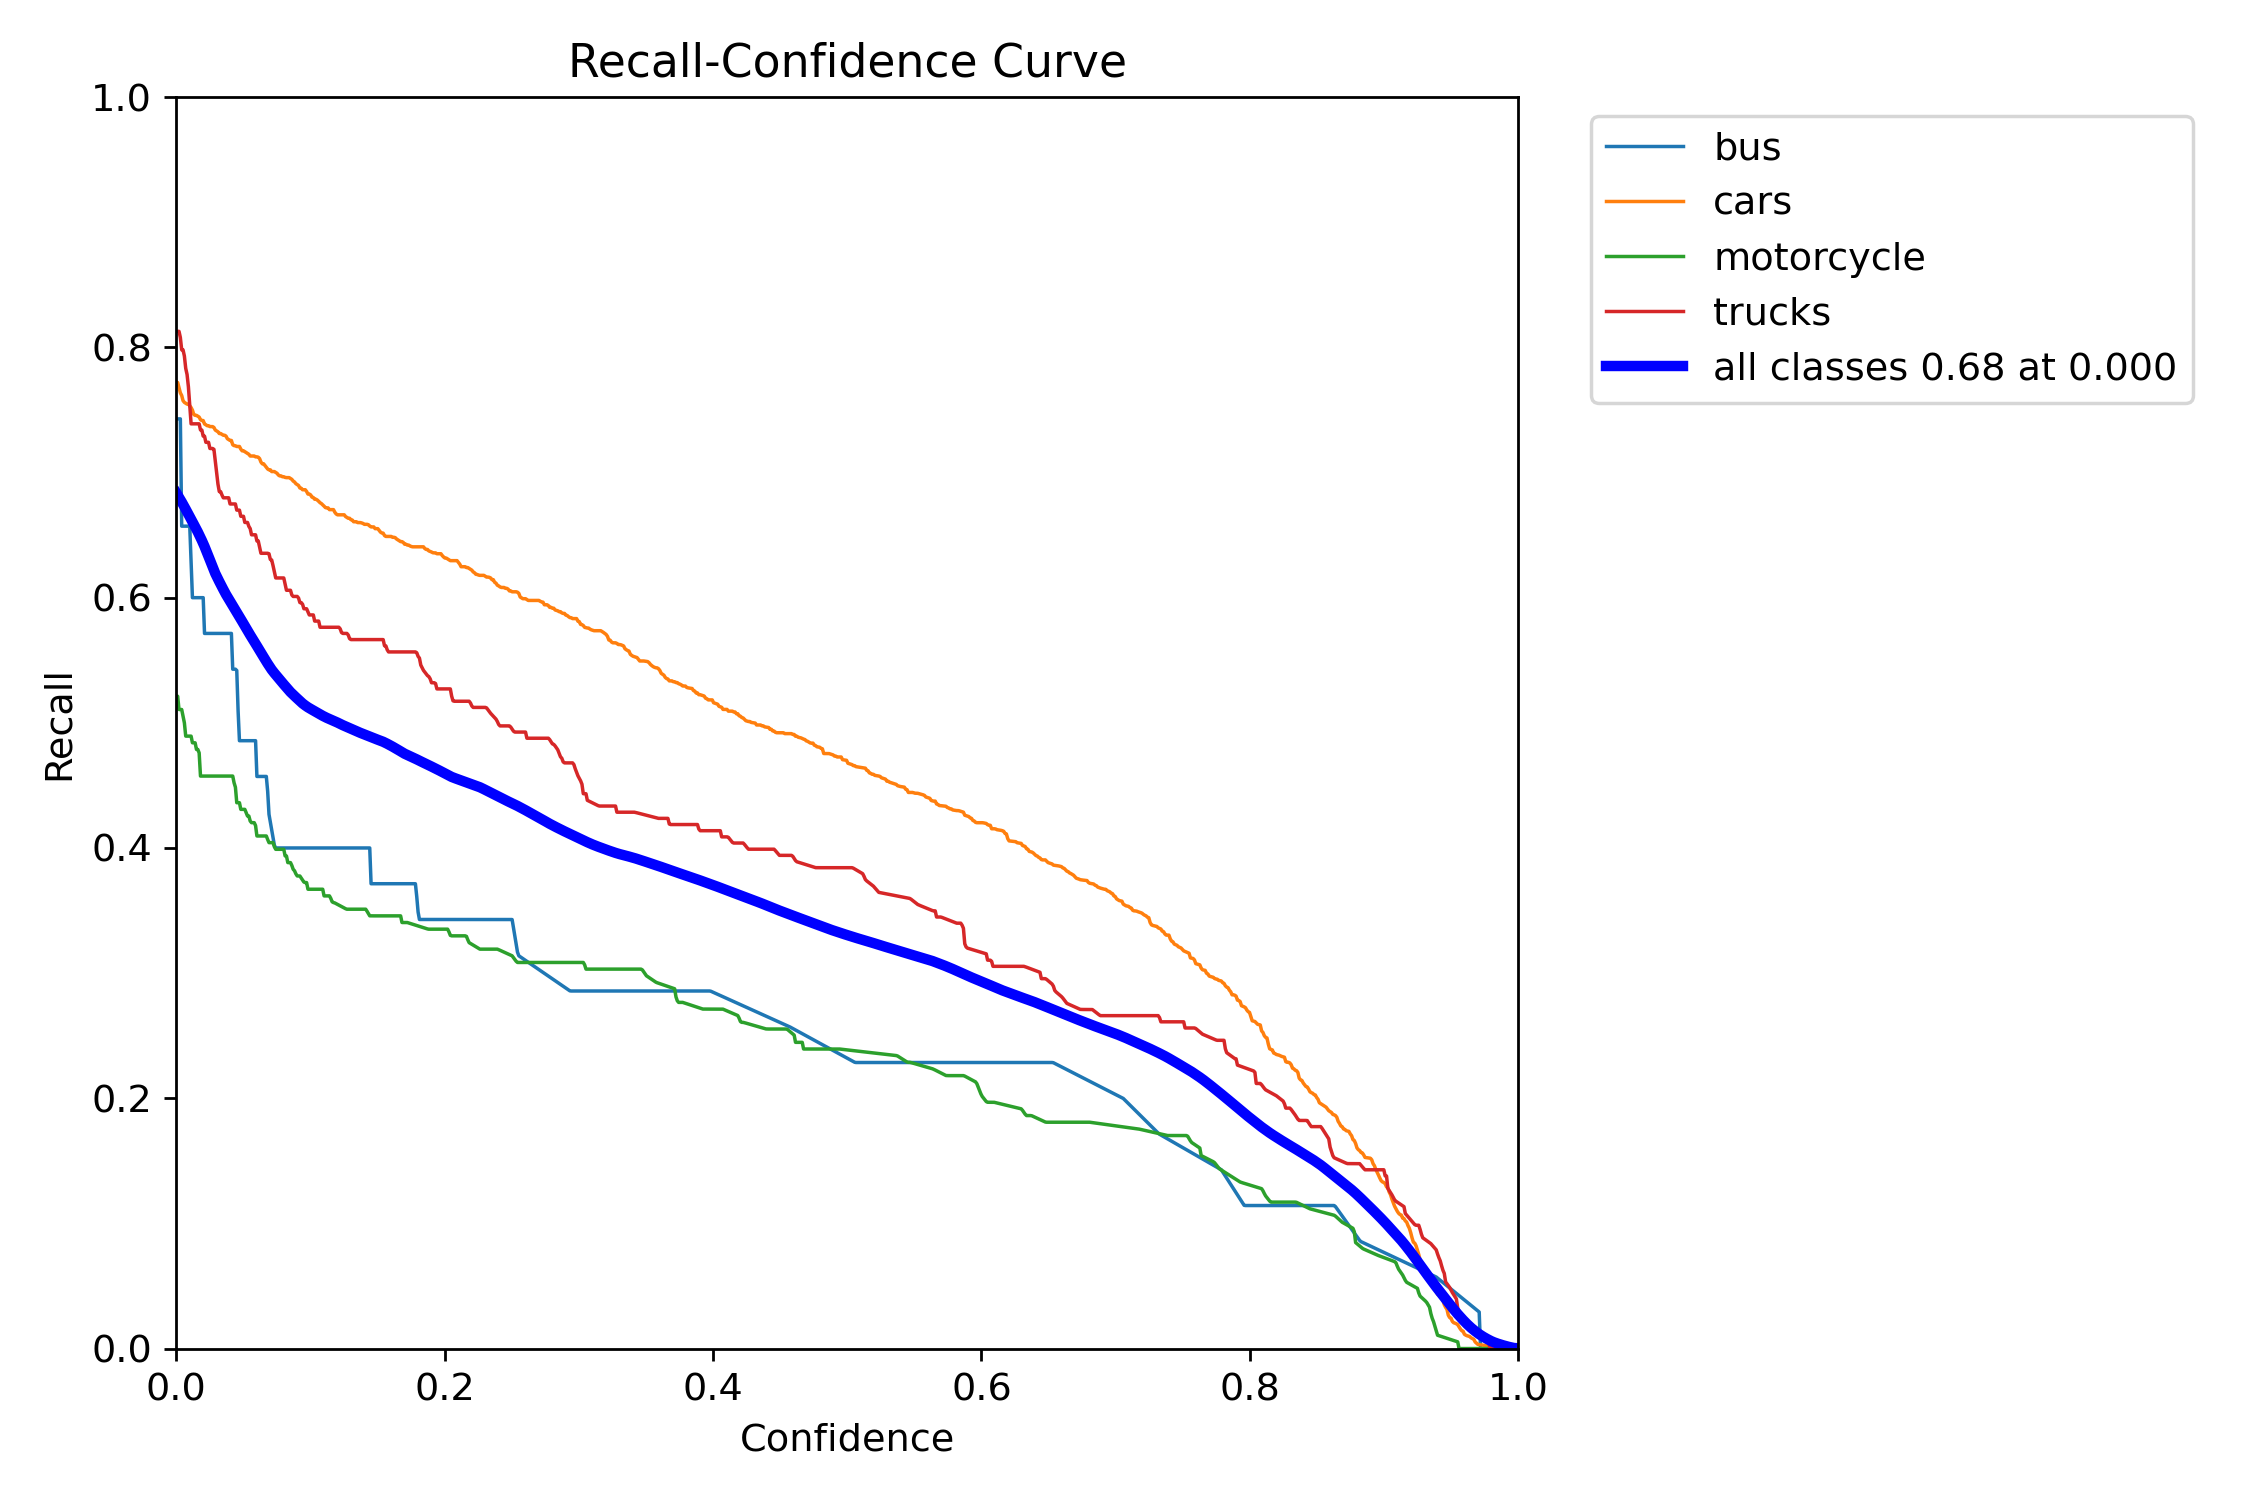 Recall-Confidence Curve
1.0
0.8
0.6
0.4
0.2
0.0
Recall
0.0 0.2 0.4 0.6 0.8 1.0
Confidence
bus
cars
motorcycle
trucks
all classes 0.68 at 0.000